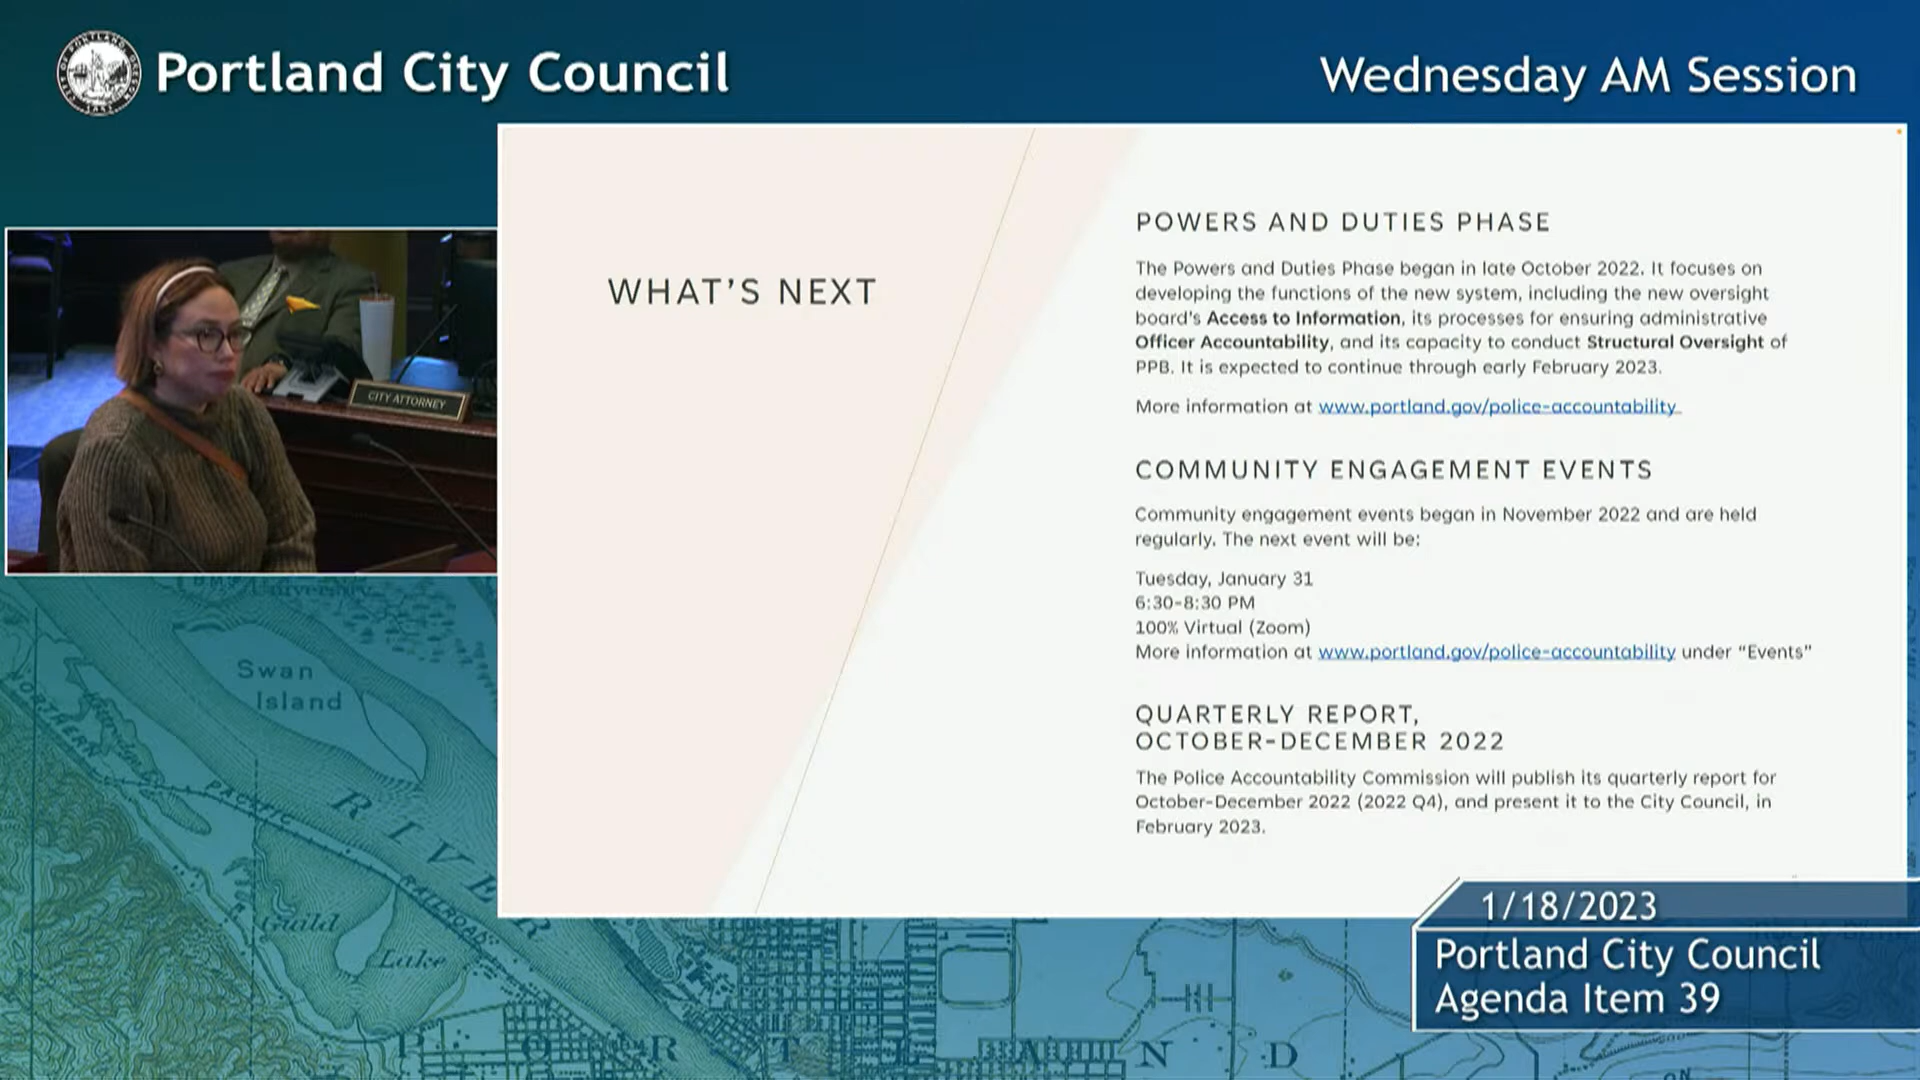 Portland City Council
Wednesday AM Session
WHAT'S NEXT
POWERS AND DUTIES PHASE
The Powers and Duties Phase began in late October 2022. It focuses on
developing the functions of the new system, including the new oversight
board's Access to Information, its processes for ensuring administrative
Officer Accountability, and its capacity to conduct Structural Oversight of
PPB. It is expected to continue through early February 2023.
More information at www.portland.gov/police-accountability
COMMUNITY ENGAGEMENT EVENTS
Community engagement events began in November 2022 and are held
regularly. The next event will be:
Tuesday, January 31
6:30-8:30 PM
100% Virtual (Zoom)
More information at www.portland.gov/police-accountability under “Events”
QUARTERLY REPORT,
OCTOBER-DECEMBER 2022
The Police Accountability Commission will publish its quarterly report for
October-December 2022 (2022 Q4), and present it to the City Council, in
February 2023.
CITY ATTORNEY
University
Swan
Island
NORTHERN
PACIFIC
RAILROAD
RIVER
Guild
Lake
PORTLAND
1/18/2023
Portland City Council
Agenda Item 39